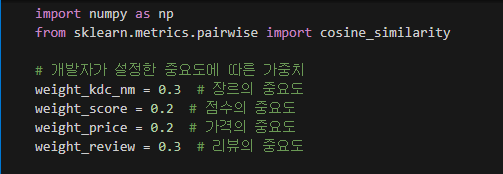 import numpy as np
from sklearn.metrics.pairwise import cosine_similarity
# 개발자가 설정한 중요도에 따른 가중치
weight_kdc_nm = 0.3  # 장르의 중요도
weight_score = 0.2  # 점수의 중요도
weight_price = 0.2  # 가격의 중요도
weight_review = 0.3  # 리뷰의 중요도